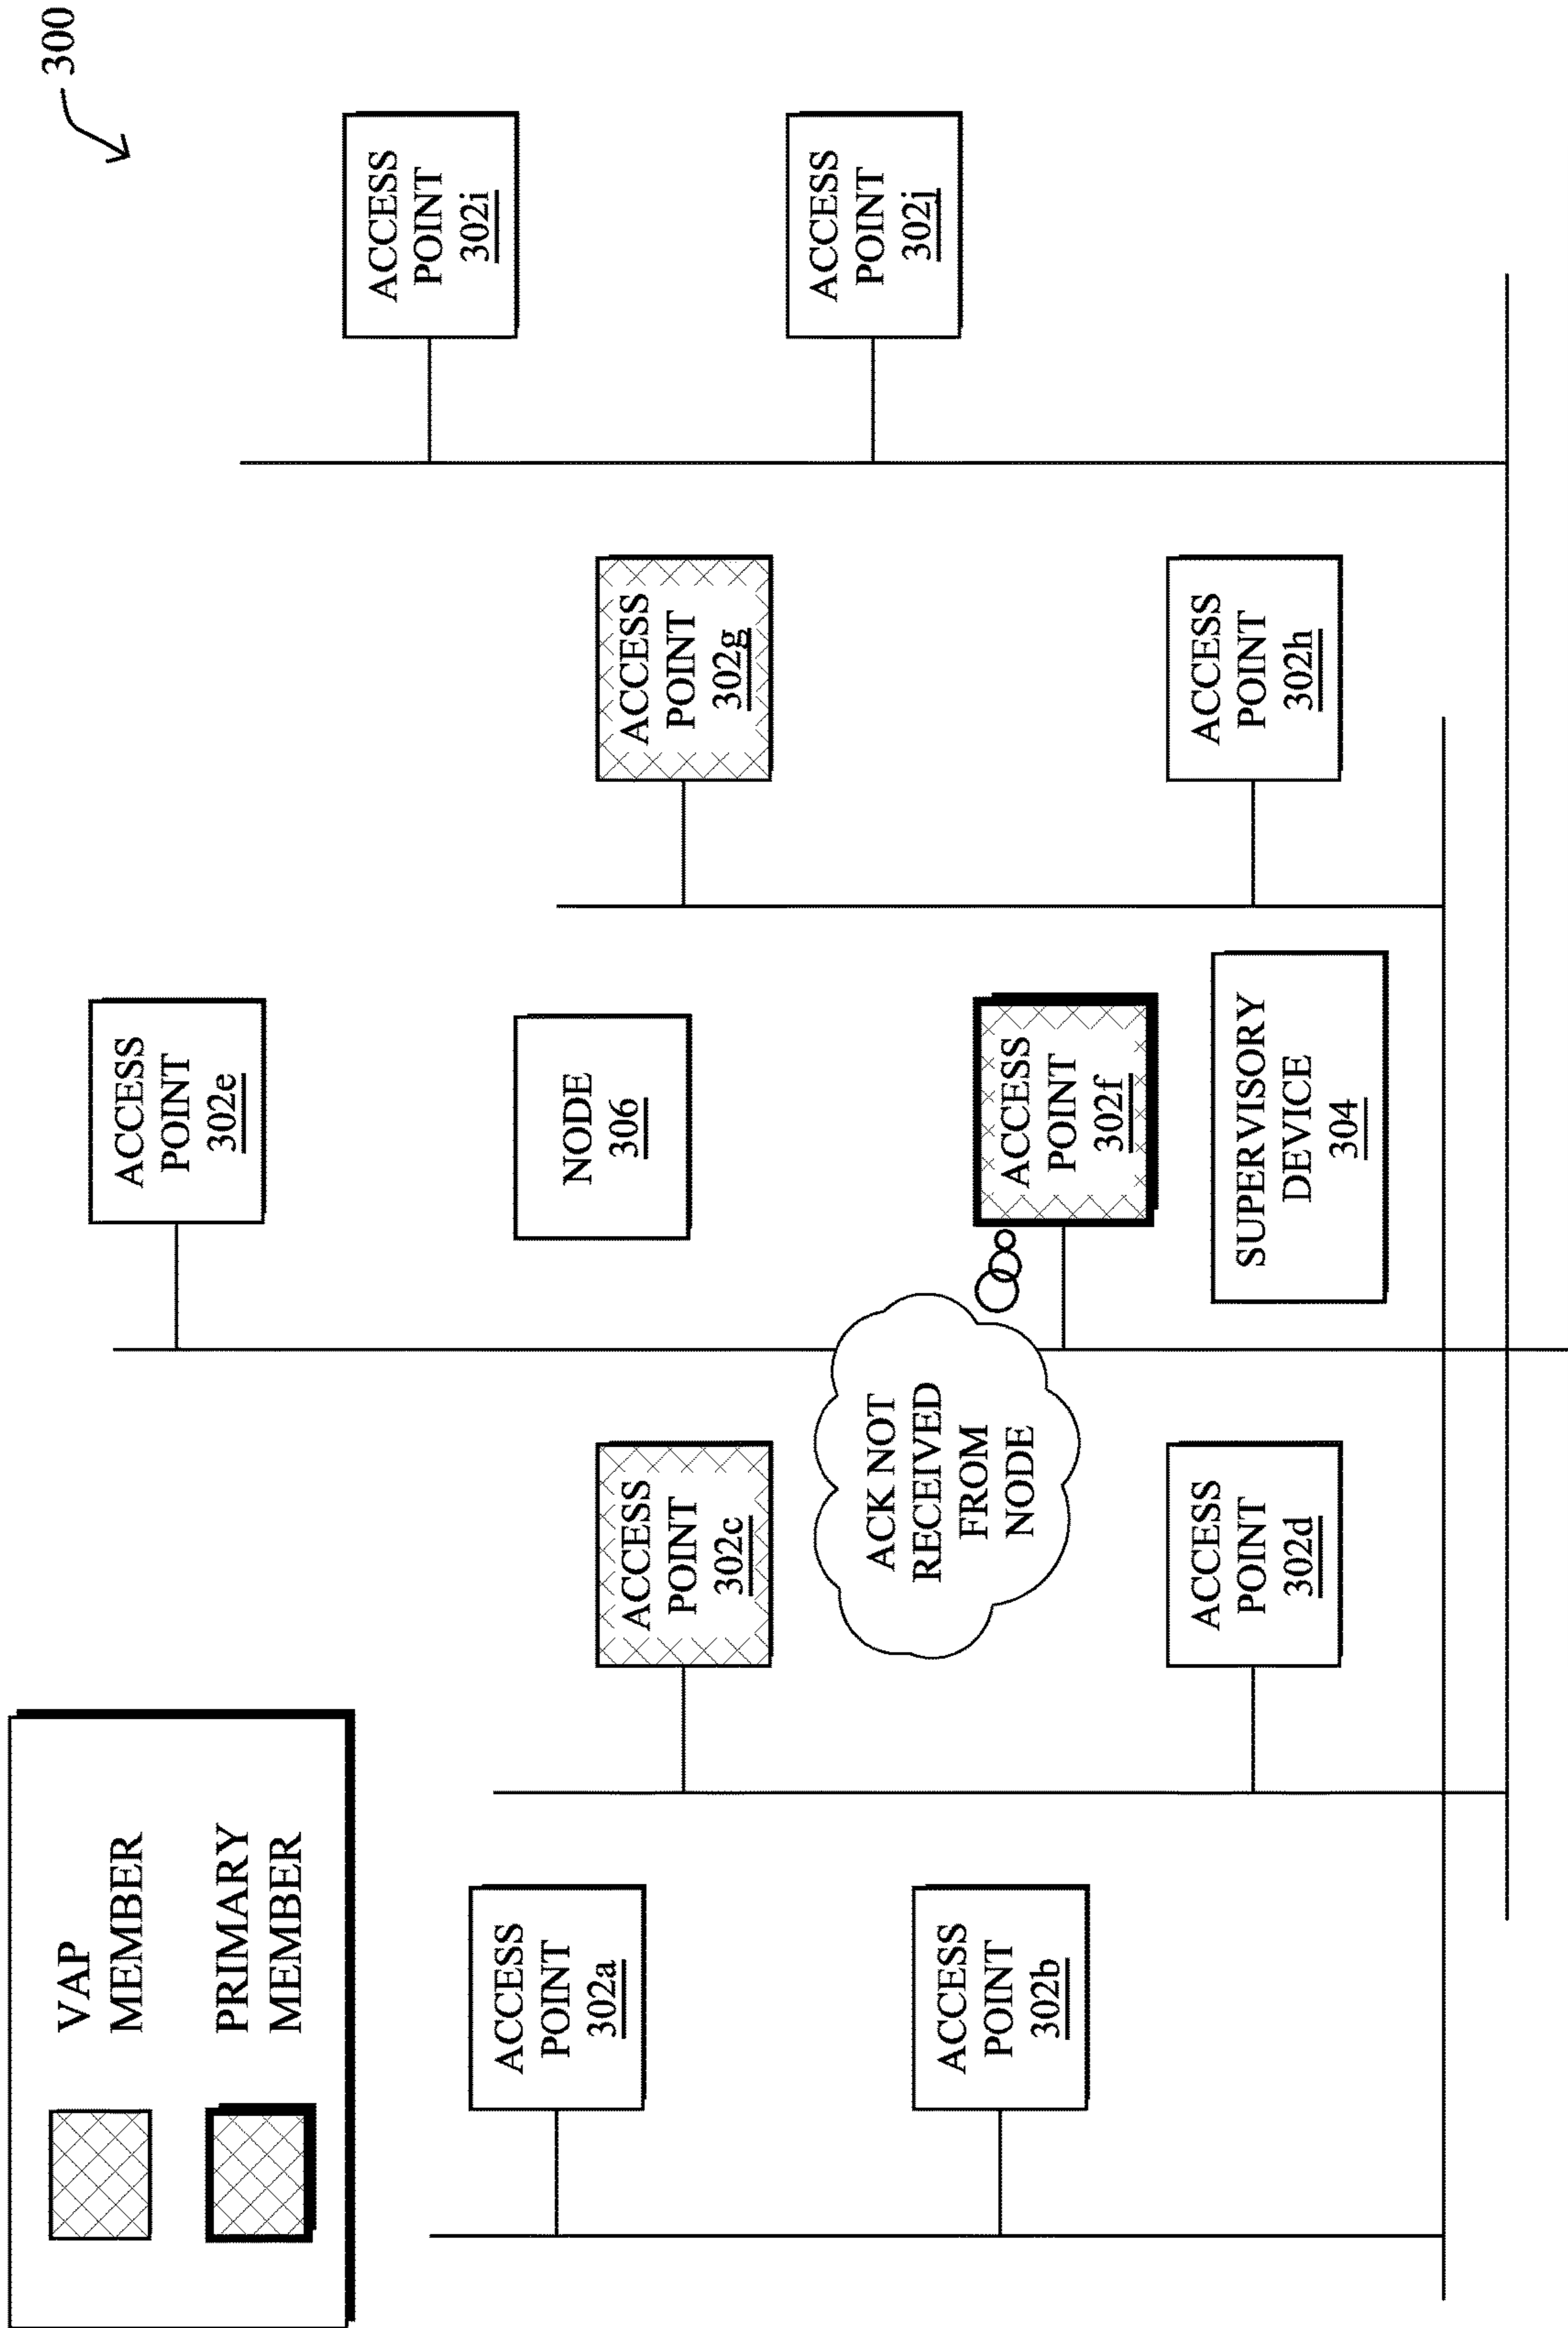 300
VAP
MEMBER
PRIMARY
MEMBER
ACCESS
POINT
302e
ACCESS
POINT
302i
ACCESS
POINT
302a
NODE
306
ACCESS
POINT
302c
ACCESS
POINT
302g
ACCESS
POINT
302j
ACK NOT
RECEIVED
FROM
NODE
ACCESS
POINT
302b
ACCESS
POINT
302f
ACCESS
POINT
302d
SUPERVISORY
DEVICE
304
ACCESS
POINT
302h